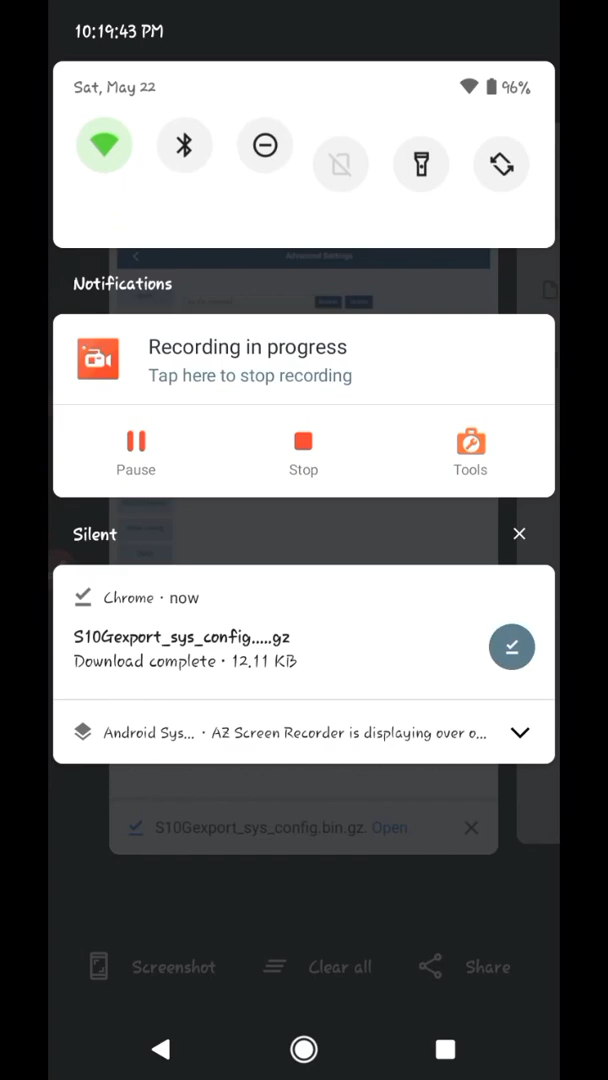 10:19:43 PM
Sat, May 22
96%
Advanced Settings
Notifications
Recording in progress
Tap here to stop recording
Pause
Stop
Tools
Silent
Chrome · now
S10Gexport_sys_config.....gz
Download complete · 12.11 KB
Android Sys... · AZ Screen Recorder is displaying over o...
S10Gexport_sys_config.bin.gz. Open
Screenshot
Clear all
Share